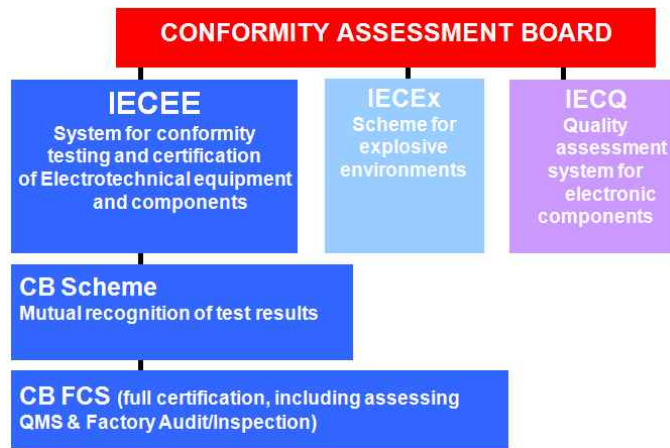 CONFORMITY ASSESSMENT BOARD
IECEE
System for conformity
testing and certification
of Electrotechnical equipment
and components
IECEx
Scheme for
explosive
environments
IECQ
Quality
assessment
system for
electronic
components
CB Scheme
Mutual recognition of test results
CB FCS (full certification, including assessing
QMS & Factory Audit/Inspection)